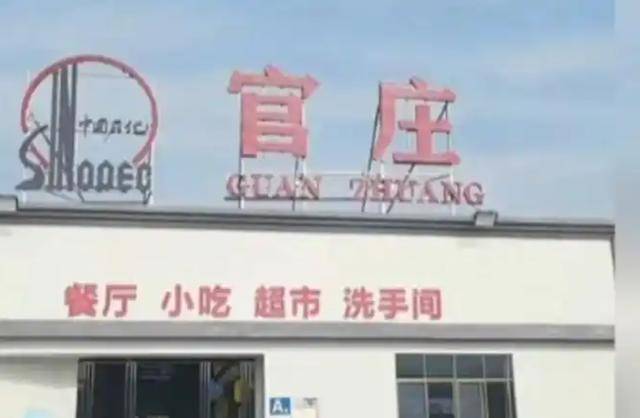 中国石化
SINOPEC
官庄
GUAN ZHUANG
餐厅 小吃 超市 洗手间
A.